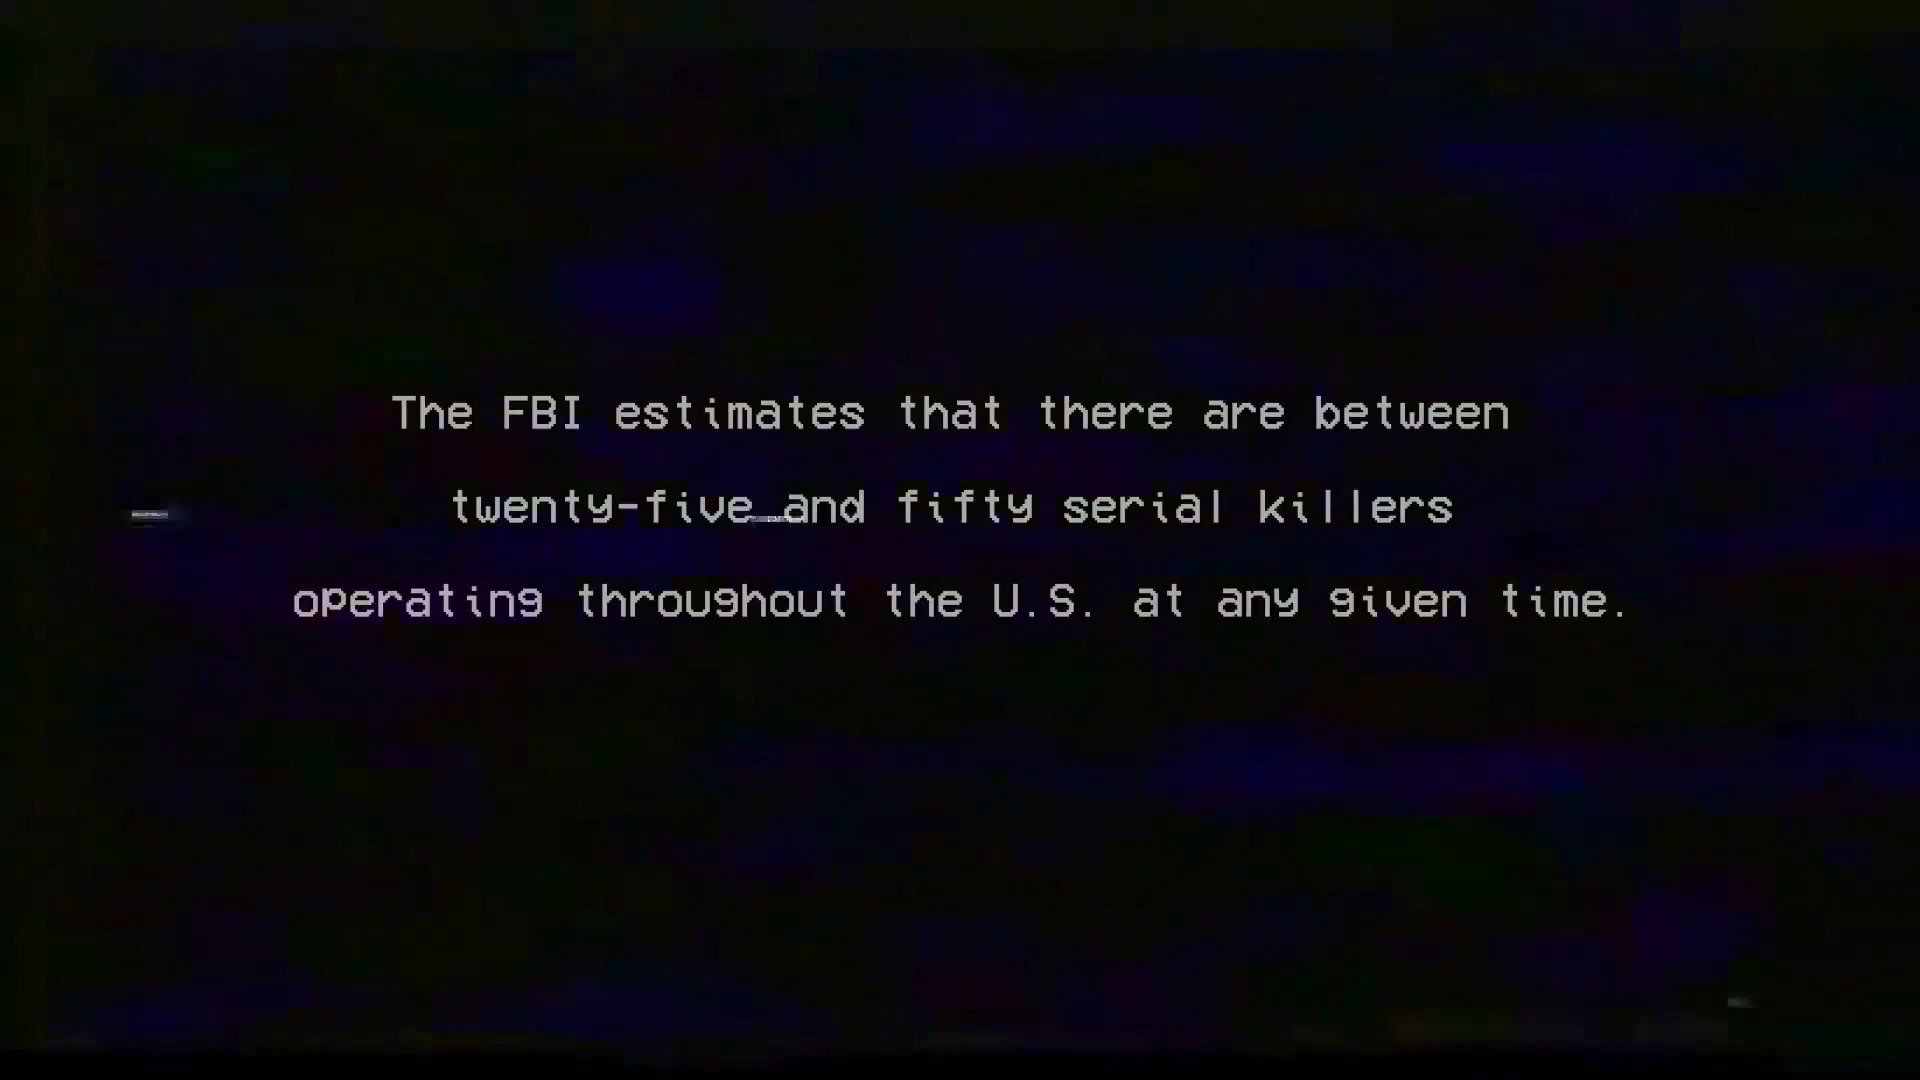 The FBI estimates that there are between
twenty-five and fifty serial killers
operating throughout the U.S. at any given time.